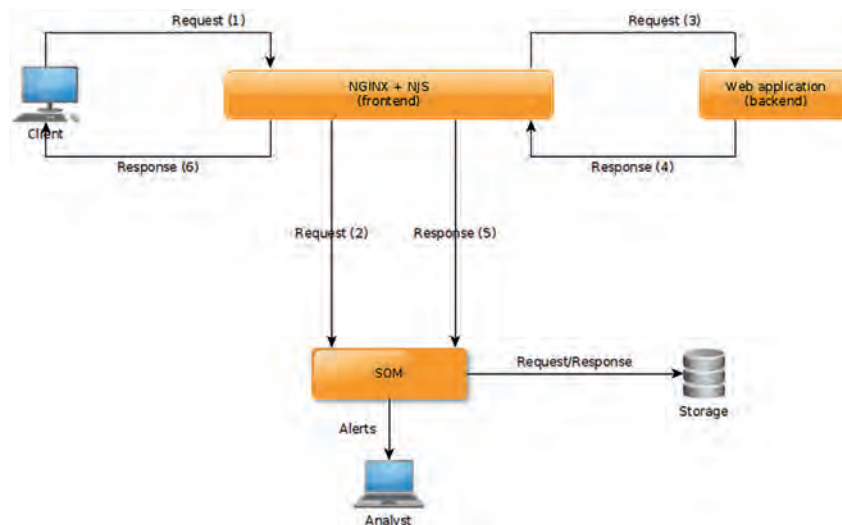 Request (1)
Request (3)
NGINX + NJS
(frontend)
Web application
(backend)
Client
Response (6)
Response (4)
Request (2)
Response (5)
SOM
Request/Response
Storage
Alerts
Analyst